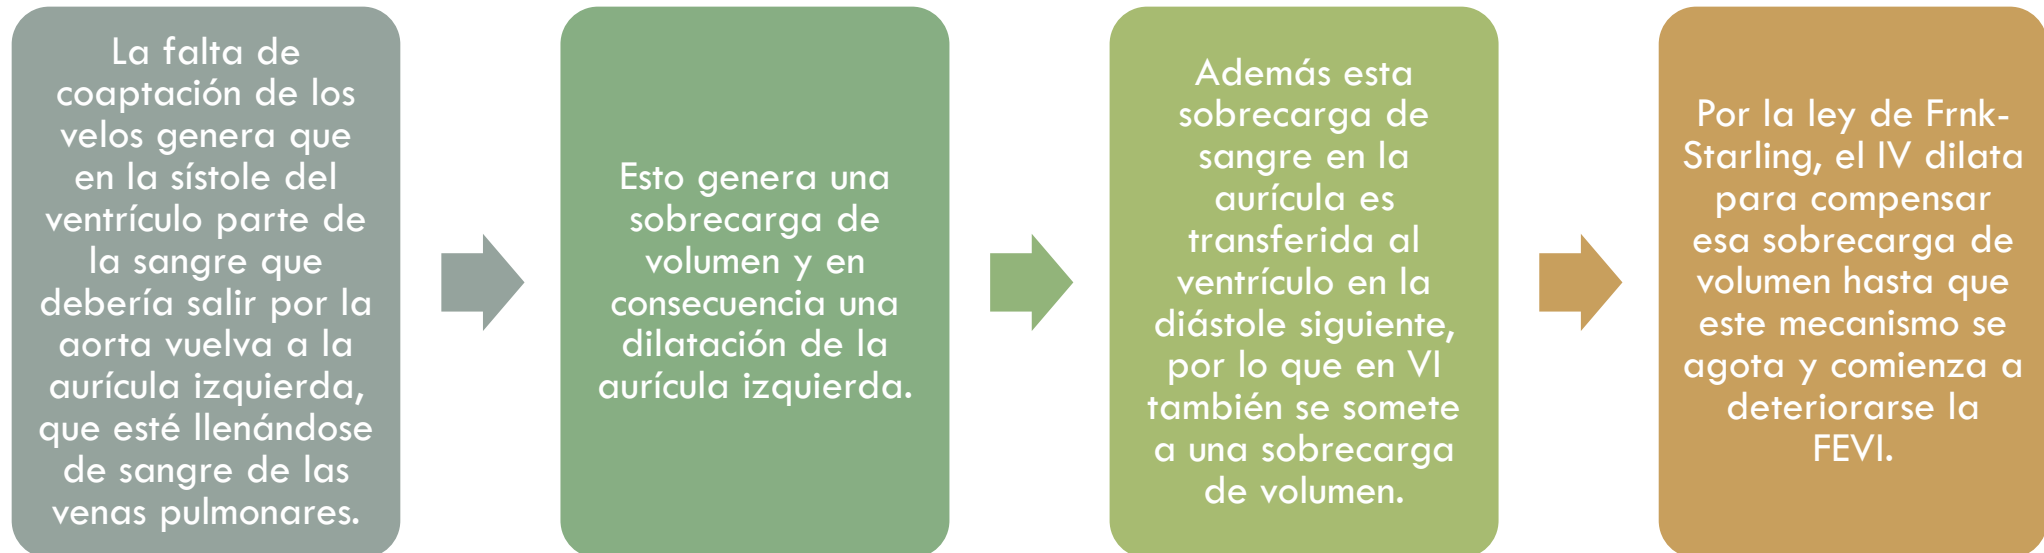 La falta de
coaptación de los
velos genera que
en la sístole del
ventrículo parte de
la sangre que
debería salir por la
aorta vuelva a la
aurícula izquierda,
que esté llenándose
de sangre de las
venas pulmonares.
Esto genera una
sobrecarga de
volumen y en
consecuencia una
dilatación de la
aurícula izquierda.
Además esta
sobrecarga de
sangre en la
aurícula es
transferida al
ventrículo en la
diástole siguiente,
por lo que en VI
también se somete
a una sobrecarga
de volumen.
Por la ley de Frnk-
Starling, el IV dilata
para compensar
esa sobrecarga de
volumen hasta que
este mecanismo se
agota y comienza a
deteriorarse la
FEVI.